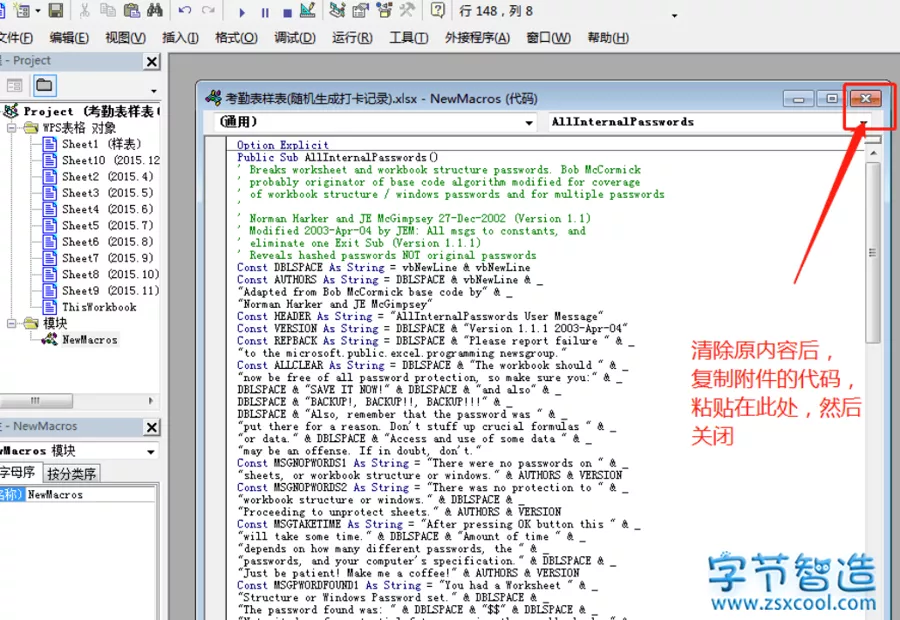 行 148，列 8
文件(F) 编辑(E) 视图(V) 插入(I) 格式(O) 调试(D) 运行(R) 工具(T) 外接程序(A) 窗口(W) 帮助(H)
- Project
Project (考勤表样表(
WPS表格 对象
Sheet1 (样表)
Sheet10 (2015.12
Sheet2 (2015.4)
Sheet3 (2015.5)
Sheet4 (2015.6)
Sheet5 (2015.7)
Sheet6 (2015.8)
Sheet7 (2015.9)
Sheet8 (2015.10)
Sheet9 (2015.11)
ThisWorkbook
模块
NewMacros
- NewMacros
wMacros 模块
字母序 按分类序
名称) NewMacros
考勤表样表(随机生成打卡记录).xlsx - NewMacros (代码)
(通用)
AllInternalPasswords
Option Explicit
Public Sub AllInternalPasswords()
' Breaks worksheet and workbook structure passwords. Bob McCormick
' probably originator of base code algorithm modified for coverage
' of workbook structure / windows passwords and for multiple passwords
'
' Norman Harker and JE McGimpsey 27-Dec-2002 (Version 1.1)
' Modified 2003-Apr-04 by JEM: All msgs to constants, and
' eliminate one Exit Sub (Version 1.1.1)
' Reveals hashed passwords NOT original passwords
Const DBLSPACE As String = vbNewLine & vbNewLine
Const AUTHORS As String = DBLSPACE & vbNewLine & _
"Adapted from Bob McCormick base code by" & _
"Norman Harker and JE McGimpsey"
Const HEADER As String = "AllInternalPasswords User Message"
Const VERSION As String = DBLSPACE & "Version 1.1.1 2003-Apr-04"
Const REPBACK As String = DBLSPACE & "Please report failure " & _
"to the microsoft.public.excel.programming newsgroup."
Const ALLCLEAR As String = DBLSPACE & "The workbook should " & _
"now be free of all password protection, so make sure you:" & _
DBLSPACE & "SAVE IT NOW!" & DBLSPACE & "and also" & _
DBLSPACE & "BACKUP!, BACKUP!!, BACKUP!!!" & _
DBLSPACE & "Also, remember that the password was " & _
"put there for a reason. Don't stuff up crucial formulas " & _
"or data." & DBLSPACE & "Access and use of some data " & _
"may be an offense. If in doubt, don't."
Const MSGNOPWORDS1 As String = "There were no passwords on " & _
"sheets, or workbook structure or windows." & AUTHORS & VERSION
Const MSGNOPWORDS2 As String = "There was no protection to " & _
"workbook structure or windows." & DBLSPACE & _
"Proceeding to unprotect sheets." & AUTHORS & VERSION
Const MSGTAKETIME As String = "After pressing OK button this " & _
"will take some time." & DBLSPACE & "Amount of time " & _
"depends on how many different passwords, the " & _
"passwords, and your computer's specification." & DBLSPACE & _
"Just be patient! Make me a coffee!" & AUTHORS & VERSION
Const MSGPWORDFOUND1 As String = "You had a Worksheet " & _
"Structure or Windows Password set." & DBLSPACE & _
"The password found was: " & DBLSPACE & "$$" & DBLSPACE & _
清除原内容后，
复制附件的代码，
粘贴在此处，然后
关闭
字节智造
www.zsxcool.com